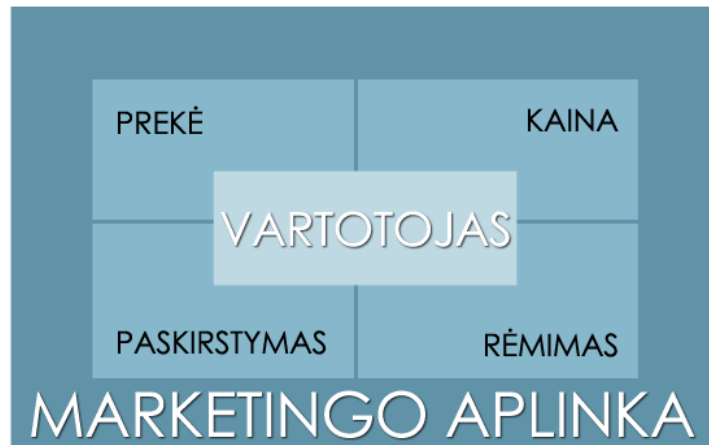 PREKĖ
KAINA
VARTOTOJAS
PASKIRSTYMAS
RĖMIMAS
MARKETINGO APLINKA